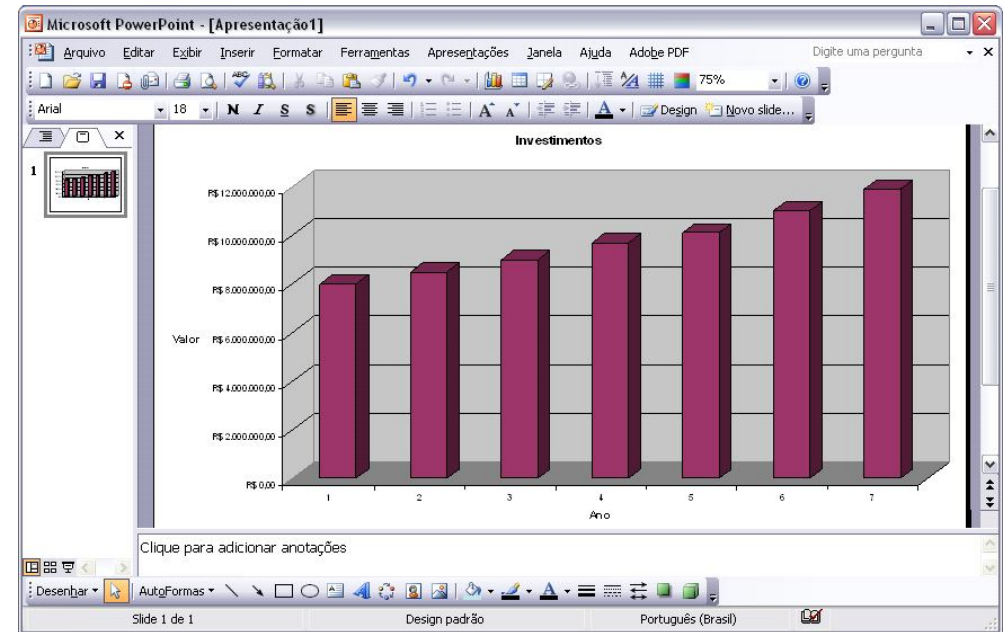 Microsoft PowerPoint - [Apresentação1]
Arquivo Editar Exibir Inserir Formatar Ferramentas Apresentações Janela Ajuda Adobe PDF Digite uma pergunta
75%
Arial 18 N I S S A A A Design Novo slide...
1
Investimentos
R$ 12.000.000,00
R$ 10.000.000,00
R$ 8.000.000,00
Valor R$ 6.000.000,00
R$ 4.000.000,00
R$ 2.000.000,00
R$ 0,00
1 2 3 4 5 6 7
Ano
Clique para adicionar anotações
Desenhar AutoFormas A A
Slide 1 de 1 Design padrão Português (Brasil)